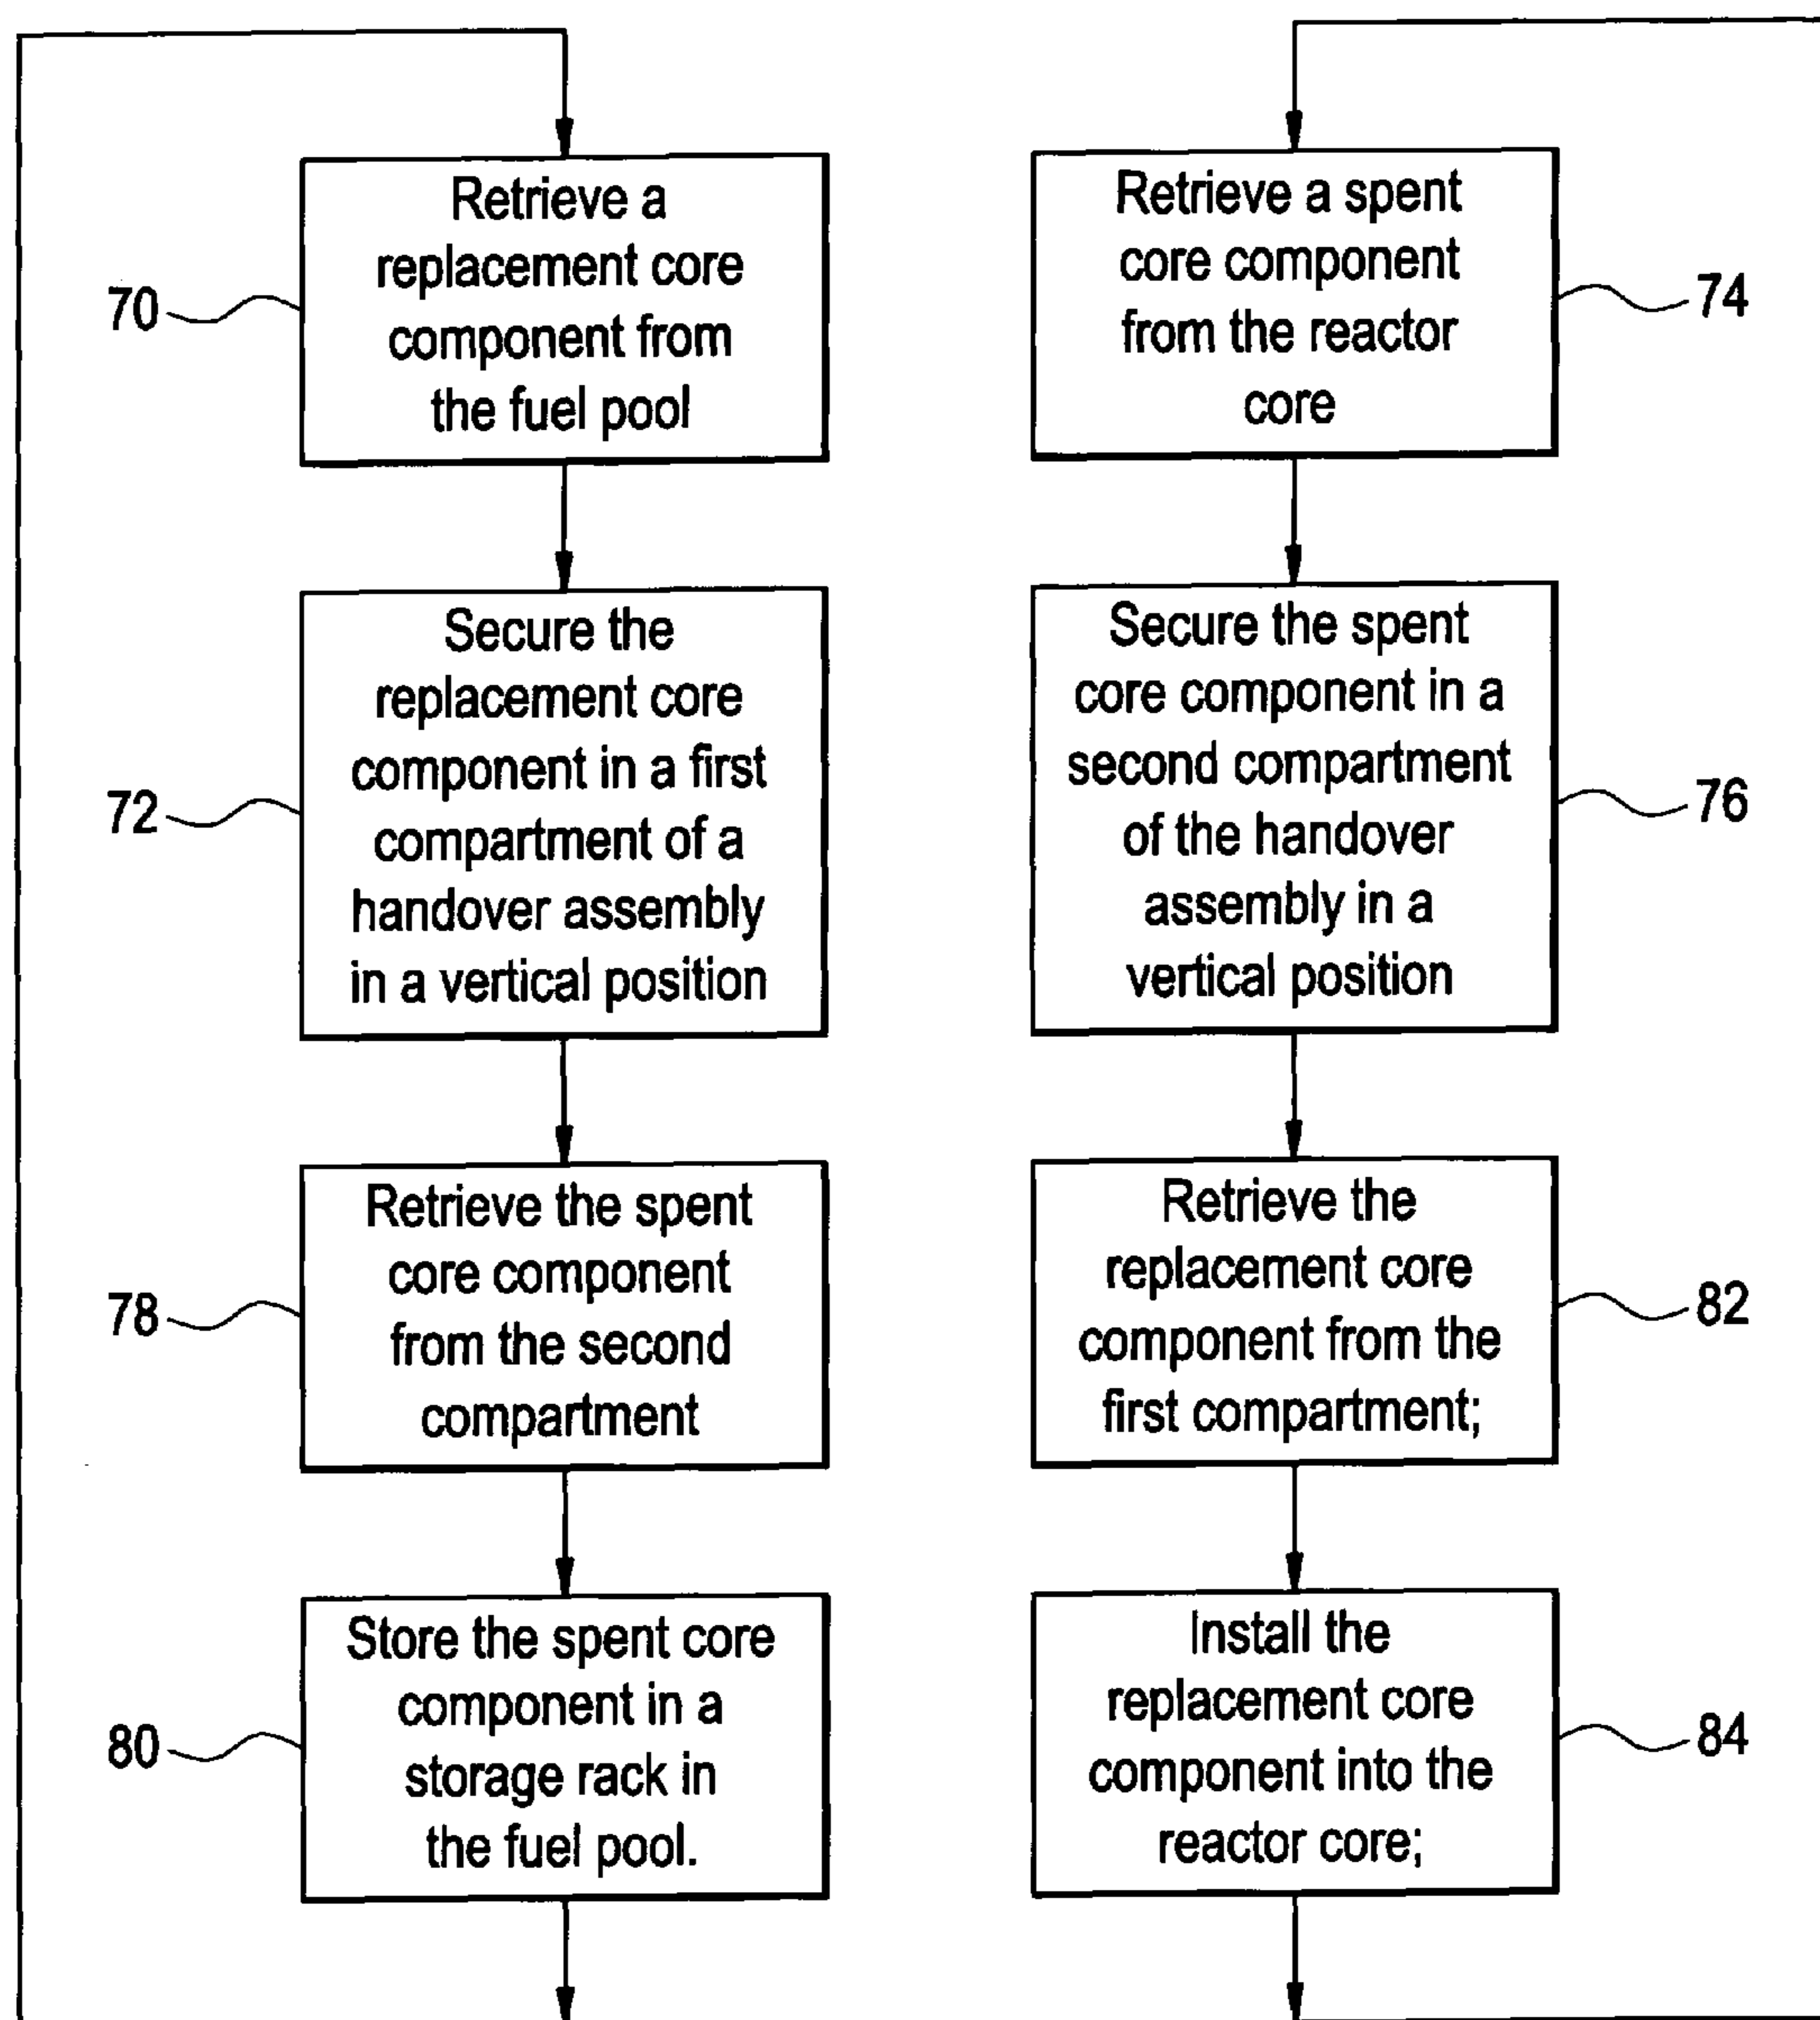 70
Retrieve a
replacement core
component from
the fuel pool
72
Secure the
replacement core
component in a first
compartment of a
handover assembly
in a vertical position
78
Retrieve the spent
core component
from the second
compartment
80
Store the spent core
component in a
storage rack in
the fuel pool.
Retrieve a spent
core component
from the reactor
core
74
Secure the spent
core component in a
second compartment
of the handover
assembly in a
vertical position
76
Retrieve the
replacement core
component from the
first compartment;
82
Install the
replacement core
component into the
reactor core;
84